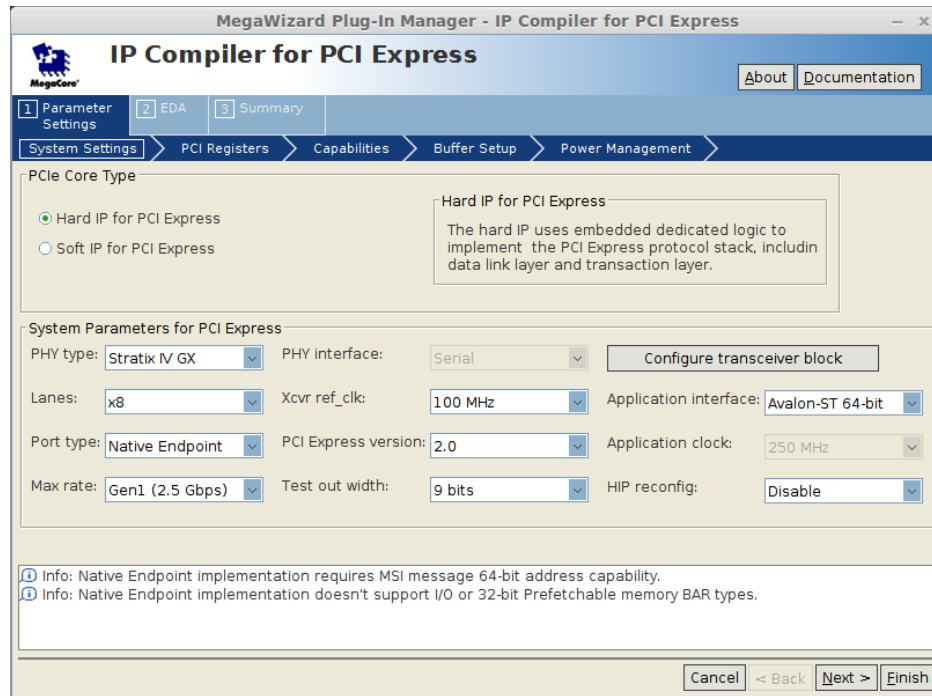 MegaWizard Plug-In Manager - IP Compiler for PCI Express
IP Compiler for PCI Express
MegaCore®
About
Documentation
1 Parameter Settings
2 EDA
3 Summary
System Settings
PCI Registers
Capabilities
Buffer Setup
Power Management
PCIe Core Type
Hard IP for PCI Express
Soft IP for PCI Express
Hard IP for PCI Express
The hard IP uses embedded dedicated logic to
implement the PCI Express protocol stack, includin
data link layer and transaction layer.
System Parameters for PCI Express
PHY type: Stratix IV GX
PHY interface: Serial
Configure transceiver block
Lanes: x8
Xcvr ref_clk: 100 MHz
Application interface: Avalon-ST 64-bit
Port type: Native Endpoint
PCI Express version: 2.0
Application clock: 250 MHz
Max rate: Gen1 (2.5 Gbps)
Test out width: 9 bits
HIP reconfig: Disable
Info: Native Endpoint implementation requires MSI message 64-bit address capability.
Info: Native Endpoint implementation doesn't support I/O or 32-bit Prefetchable memory BAR types.
Cancel
< Back
Next >
Finish